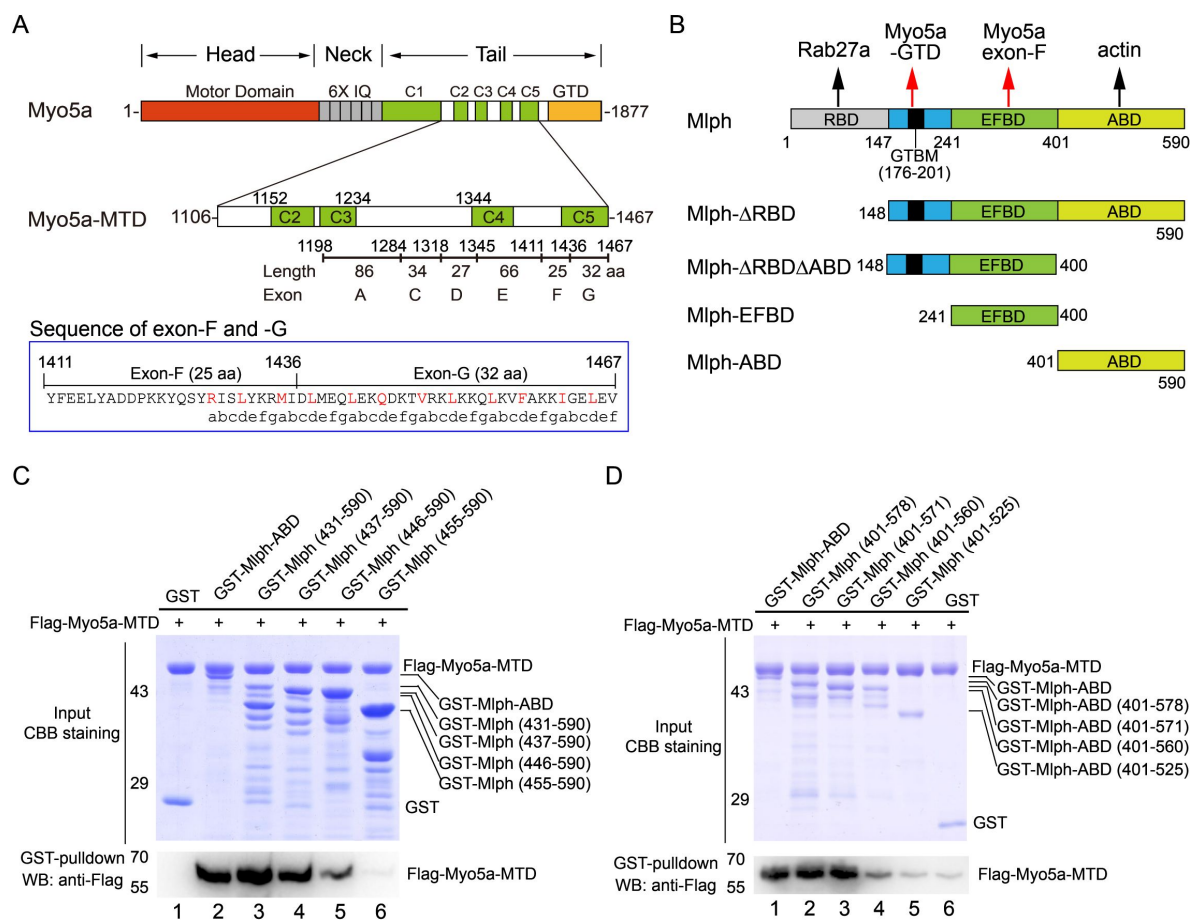 A
Head
Neck
Tail
Motor Domain
6X IQ
C1
C2
C3
C4
C5
GTD
Myo5a
1-
-1877
1152
1234
1344
Myo5a-MTD
1106-
C2
C3
C4
C5
-1467
1198
1284
1318
1345
1411
1436
1467
Length
86
34
27
66
25
32
aa
Exon
A
C
D
E
F
G
Sequence of exon-F and -G
1411
1436
1467
Exon-F (25 aa)
Exon-G (32 aa)
YFEELYADDPKKYQSYRISLYKRMIDLMEQLEKQDKTVRKLKKQLKVFAKKIGELEV
abcdefgabcdefgabcdefgabcdefgabcdefgabcdef
B
Rab27a
Myo5a
-GTD
Myo5a
exon-F
actin
Mlph
RBD
EFBD
ABD
1
147
241
401
590
GTBM
(176-201)
Mlph-ΔRBD
148
EFBD
ABD
590
Mlph-ΔRBDΔABD
148
EFBD
400
Mlph-EFBD
241
EFBD
400
Mlph-ABD
401
ABD
590
C
GST
GST-Mlph-ABD
GST-Mlph (431-590)
GST-Mlph (437-590)
GST-Mlph (446-590)
GST-Mlph (455-590)
Flag-Myo5a-MTD
+ + + + + +
43
29
Input
CBB staining
Flag-Myo5a-MTD
GST-Mlph-ABD
GST-Mlph (431-590)
GST-Mlph (437-590)
GST-Mlph (446-590)
GST-Mlph (455-590)
GST
GST-pulldown
WB: anti-Flag
70
55
Flag-Myo5a-MTD
1 2 3 4 5 6
D
GST-Mlph-ABD
GST-Mlph (401-578)
GST-Mlph (401-571)
GST-Mlph (401-560)
GST-Mlph (401-525)
GST
Flag-Myo5a-MTD
+ + + + + +
43
29
Input
CBB staining
Flag-Myo5a-MTD
GST-Mlph-ABD
GST-Mlph-ABD (401-578)
GST-Mlph-ABD (401-571)
GST-Mlph-ABD (401-560)
GST-Mlph-ABD (401-525)
GST
GST-pulldown
WB: anti-Flag
70
55
Flag-Myo5a-MTD
1 2 3 4 5 6